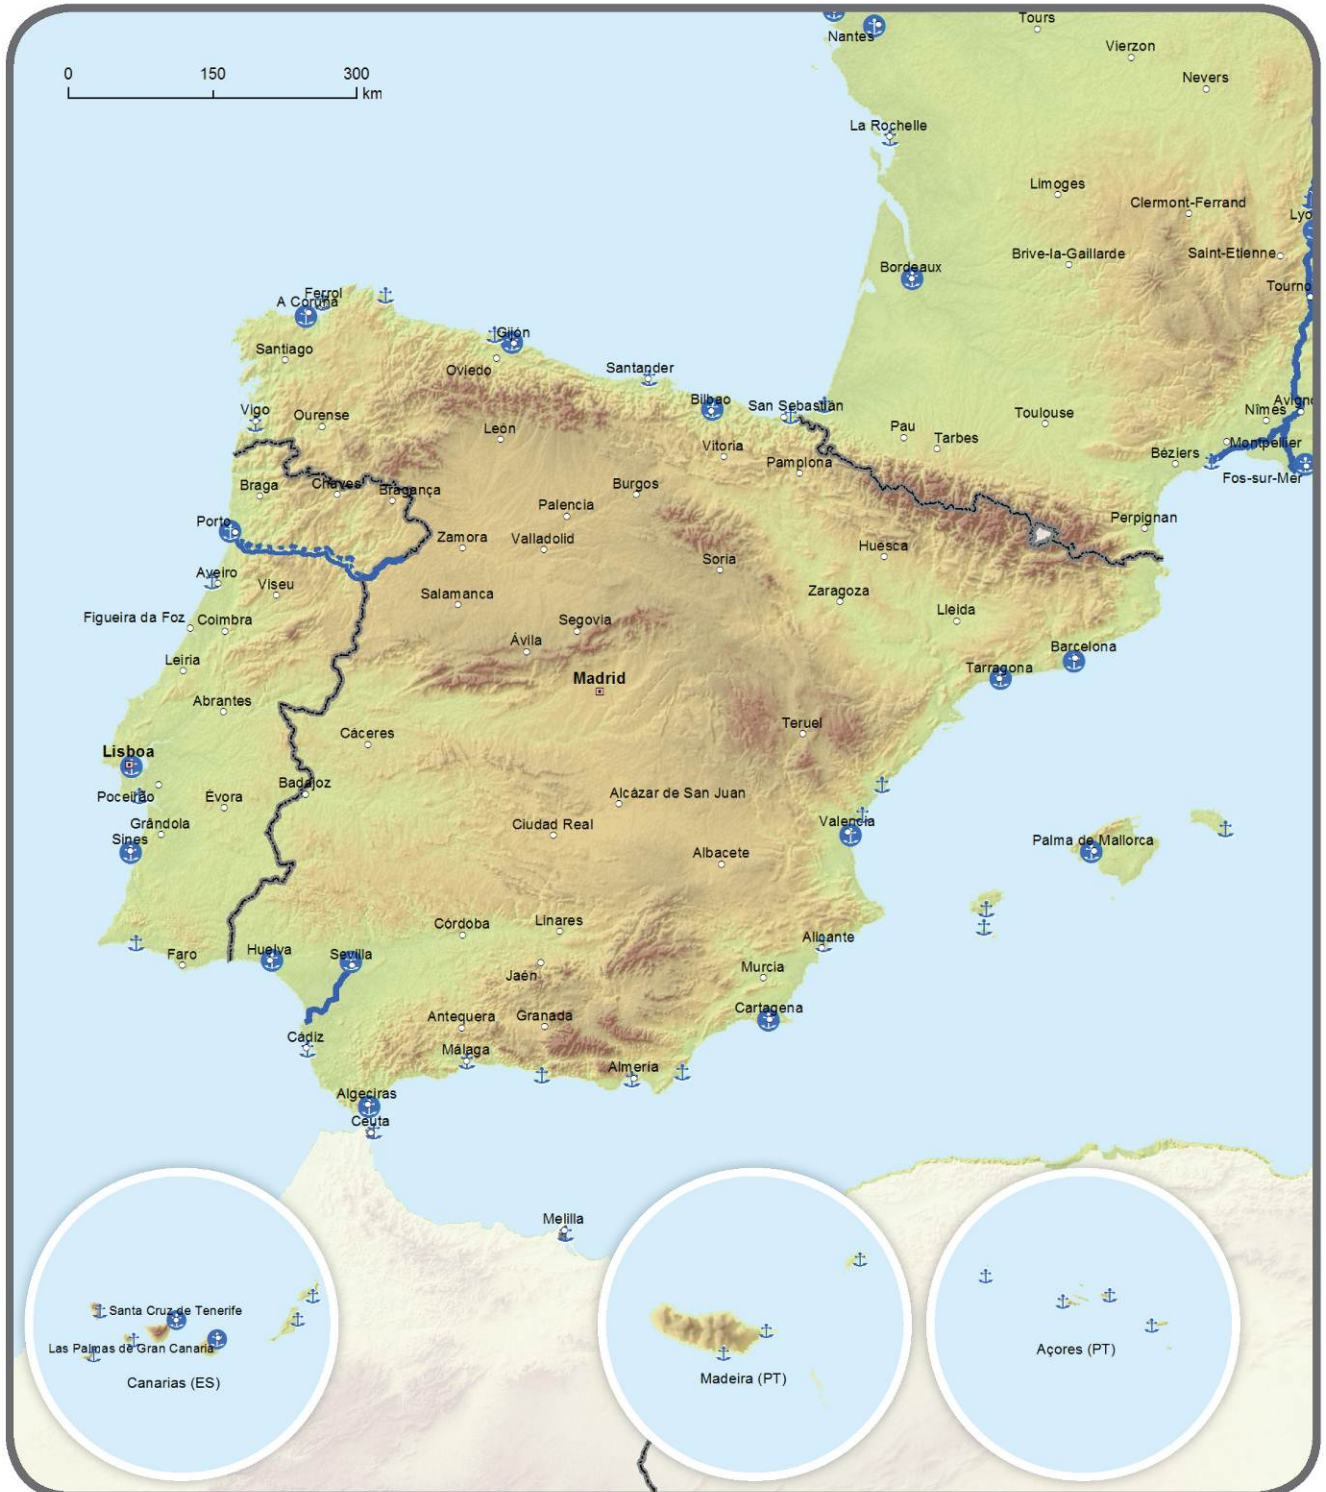 Tours
Nantes
Vierzon
0 150 300
km
Nevers
La Rochelle
Limoges
Clermont-Ferrand
Lyo
Brive-la-Gaillarde
Saint-Etienne
Bordeaux
Tourno
Ferrol
A Coruña
Gijón
Santiago
Oviedo
Santander
Bilbao
San Sebastián
Avigno
Nîmes
Vigo
Ourense
León
Pau
Toulouse
Tarbes
Montpellier
Vitoria
Béziers
Pamplona
Fos-sur-Mer
Braga
Chaves
Bragança
Burgos
Palencia
Perpignan
Porto
Zamora
Valladolid
Huesca
Soria
Aveiro
Viseu
Salamanca
Zaragoza
Lleida
Figueira da Foz
Coimbra
Segovia
Ávila
Barcelona
Leiria
Tarragona
Madrid
Abrantes
Teruel
Cáceres
Lisboa
Badajoz
Poceirão
Évora
Alcázar de San Juan
Grândola
Ciudad Real
Valencia
Sines
Palma de Mallorca
Albacete
Córdoba
Linares
Alicante
Faro
Huelva
Sevilla
Jaén
Murcia
Cartagena
Antequera
Granada
Cádiz
Málaga
Almería
Algeciras
Ceuta
Melilla
Santa Cruz de Tenerife
Las Palmas de Gran Canaria
Canarias (ES)
Madeira (PT)
Açores (PT)